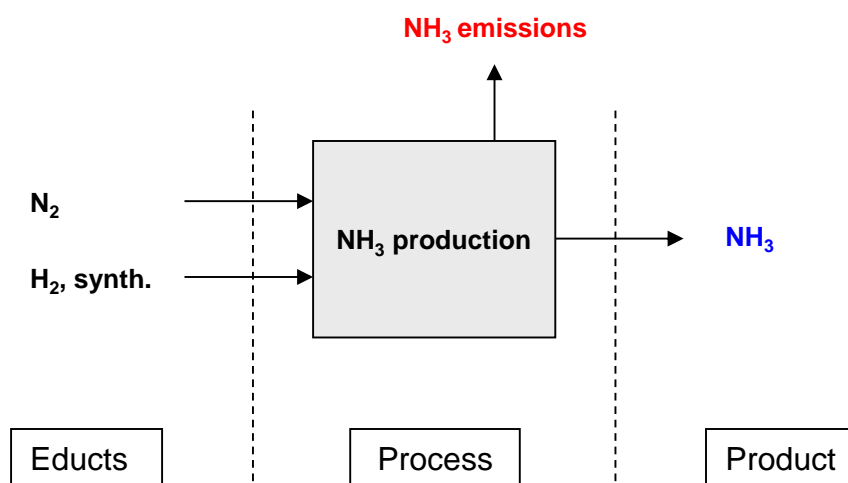 NH₃ emissions
N₂
NH₃ production
NH₃
H₂, synth.
Educts
Process
Product